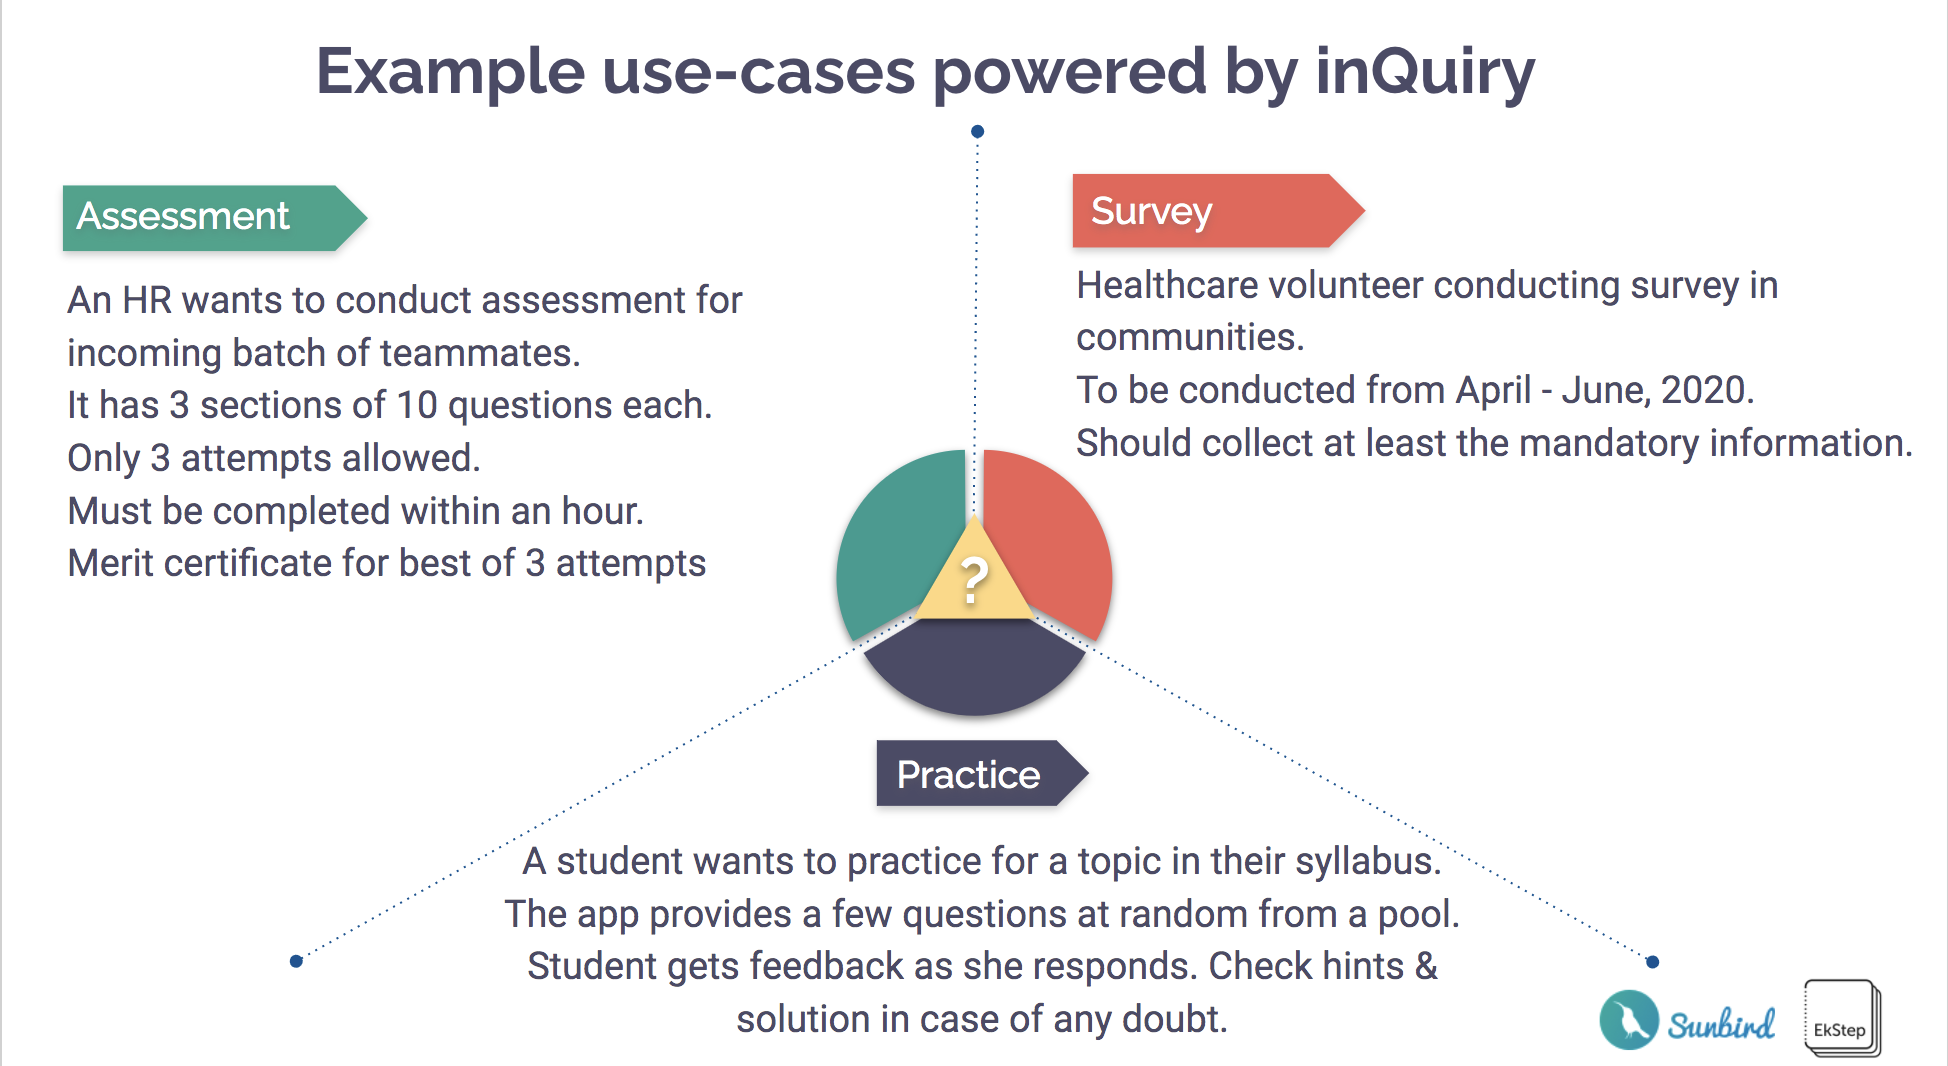 Example use-cases powered by inQuiry
Assessment
An HR wants to conduct assessment for
incoming batch of teammates.
It has 3 sections of 10 questions each.
Only 3 attempts allowed.
Must be completed within an hour.
Merit certificate for best of 3 attempts
Survey
Healthcare volunteer conducting survey in
communities.
To be conducted from April - June, 2020.
Should collect at least the mandatory information.
?
Practice
A student wants to practice for a topic in their syllabus.
The app provides a few questions at random from a pool.
Student gets feedback as she responds. Check hints &
solution in case of any doubt.
Sunbird
EkStep